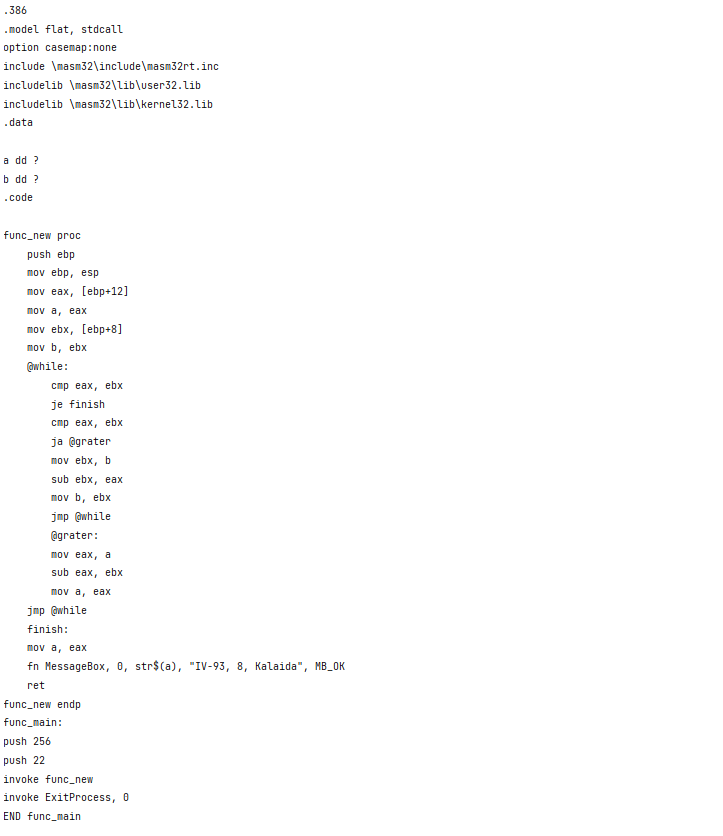 .386
.model flat, stdcall
option casemap:none
include \masm32\include\masm32rt.inc
includelib \masm32\lib\user32.lib
includelib \masm32\lib\kernel32.lib
.data

a dd ?
b dd ?
.code

func_new proc
    push ebp
    mov ebp, esp
    mov eax, [ebp+12]
    mov a, eax
    mov ebx, [ebp+8]
    mov b, ebx
    @while:
        cmp eax, ebx
        je finish
        cmp eax, ebx
        ja @grater
        mov ebx, b
        sub ebx, eax
        mov b, ebx
        jmp @while
        @grater:
        mov eax, a
        sub eax, ebx
        mov a, eax
    jmp @while
    finish:
    mov a, eax
    fn MessageBox, 0, str$(a), "IV-93, 8, Kalaida", MB_OK
    ret
func_new endp
func_main:
push 256
push 22
invoke func_new
invoke ExitProcess, 0
END func_main